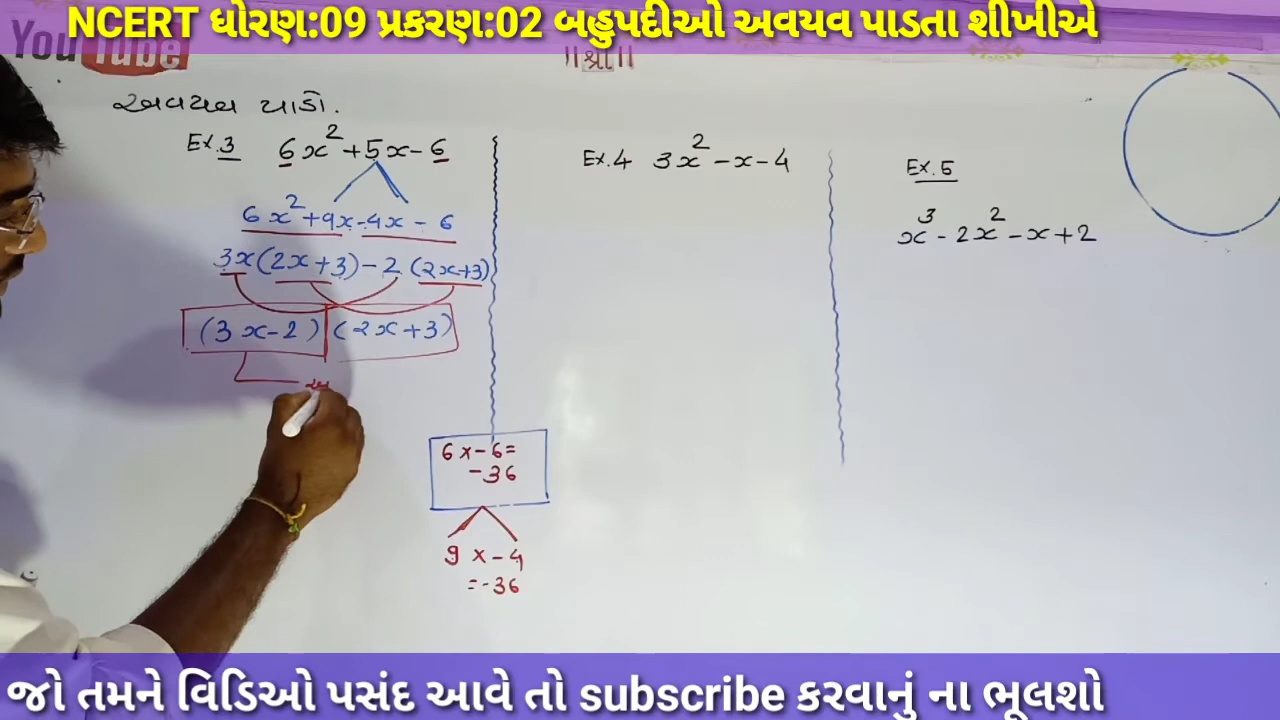 NCERT ધોરણ:09 પ્રકરણ:02 બહુપદીઓ અવયવ પાડતા શીખીએ
You Tube
॥શ્રી॥
અવયવ પાડો.
Ex.3 6x²+5x-6
6x²+9x-4x-6
3x(2x+3)-2(2x+3)
(3x-2)(2x+3)
6x-6=
-36
9x-4
=-36
Ex.4 3x²-x-4
Ex.5
x³-2x²-x+2
જો તમને વિડિઓ પસંદ આવે તો subscribe કરવાનું ના ભૂલશો